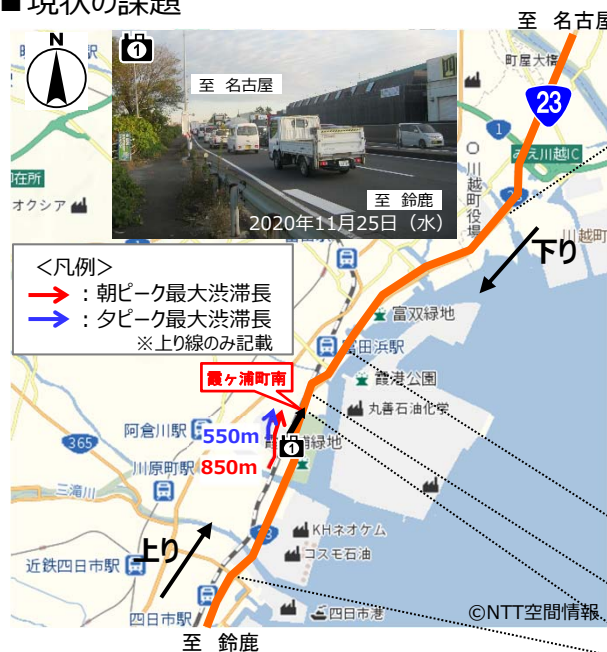 ■現状の課題
至 名古屋
N
1
至 名古屋
至 鈴鹿
2020年11月25日（水）
町屋大橋
23
1
みえ川越IC
川越町役場
川越町
オクシア
下り
＜凡例＞
：朝ピーク最大渋滞長
：夕ピーク最大渋滞長
※上り線のみ記載
富双緑地
富田浜駅
霞ヶ浦町南
霞港公園
丸善石油化学
阿倉川駅
550m
365
1
850m
川原町駅
三滝川
上り
KHネオケム
コスモ石油
近鉄四日市駅
四日市駅
四日市港
©NTT空間情報
至 鈴鹿